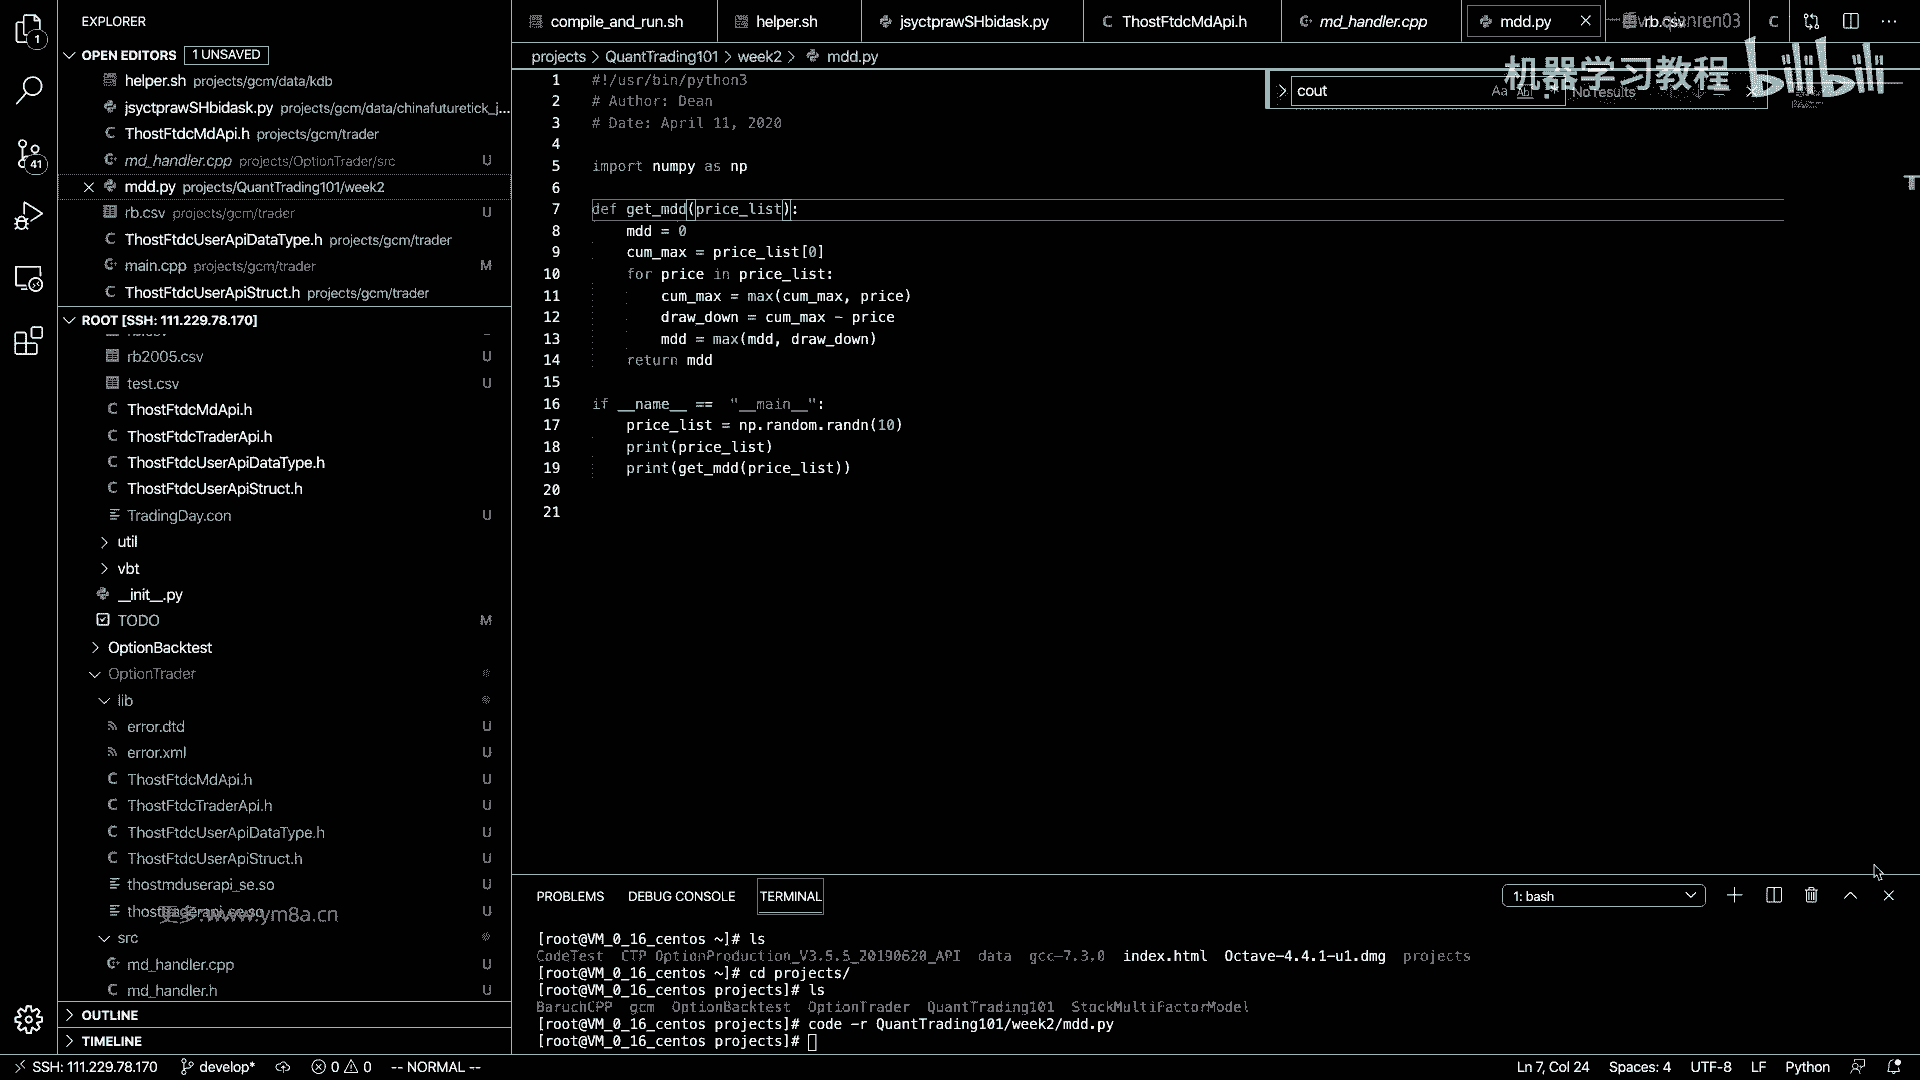 EXPLORER
OPEN EDITORS 1 UNSAVED
helper.sh projects/gcm/data/kdb
jsyctprawSHbidask.py projects/gcm/data/chinafuturetick_j...
ThostFtdcMdApi.h projects/gcm/trader
md_handler.cpp projects/OptionTrader/src U
mdd.py projects/QuantTrading101/week2
rb.csv projects/gcm/trader U
ThostFtdcUserApiDataType.h projects/gcm/trader
main.cpp projects/gcm/trader M
ThostFtdcUserApiStruct.h projects/gcm/trader
ROOT [SSH: 111.229.78.170]
rb2005.csv U
test.csv U
ThostFtdcMdApi.h
ThostFtdcTraderApi.h
ThostFtdcUserApiDataType.h
ThostFtdcUserApiStruct.h
TradingDay.con U
util
vbt
__init__.py
TODO M
OptionBacktest
OptionTrader
lib
error.dtd U
error.xml U
ThostFtdcMdApi.h U
ThostFtdcTraderApi.h U
ThostFtdcUserApiDataType.h U
ThostFtdcUserApiStruct.h U
thostmduserapi_se.so U
U
更多:www.ym8a.cn
src
md_handler.cpp U
md_handler.h U
OUTLINE
TIMELINE
compile_and_run.sh helper.sh jsyctprawSHbidask.py ThostFtdcMdApi.h md_handler.cpp mdd.py rb.csv
projects > QuantTrading101 > week2 > mdd.py
机器学习教程 bilibili
cout
No results
1 #!/usr/bin/python3
2 # Author: Dean
3 # Date: April 11, 2020
4
5 import numpy as np
6
7 def get_mdd(price_list):
8 mdd = 0
9 cum_max = price_list[0]
10 for price in price_list:
11 cum_max = max(cum_max, price)
12 draw_down = cum_max - price
13 mdd = max(mdd, draw_down)
14 return mdd
15
16 if __name__ == "__main__":
17 price_list = np.random.randn(10)
18 print(price_list)
19 print(get_mdd(price_list))
20
21
PROBLEMS DEBUG CONSOLE TERMINAL 1: bash
[root@VM_0_16_centos ~]# ls
CodeTest CTP OptionProduction_V3.5.5_20190620_API data gcc-7.3.0 index.html Octave-4.4.1-u1.dmg projects
[root@VM_0_16_centos ~]# cd projects/
[root@VM_0_16_centos projects]# ls
BaruchCPP gcm OptionBacktest OptionTrader QuantTrading101 StockMultiFactorModel
[root@VM_0_16_centos projects]# code -r QuantTrading101/week2/mdd.py
[root@VM_0_16_centos projects]#
SSH: 111.229.78.170 develop* 0 0 -- NORMAL -- Ln 7, Col 24 Spaces: 4 UTF-8 LF Python